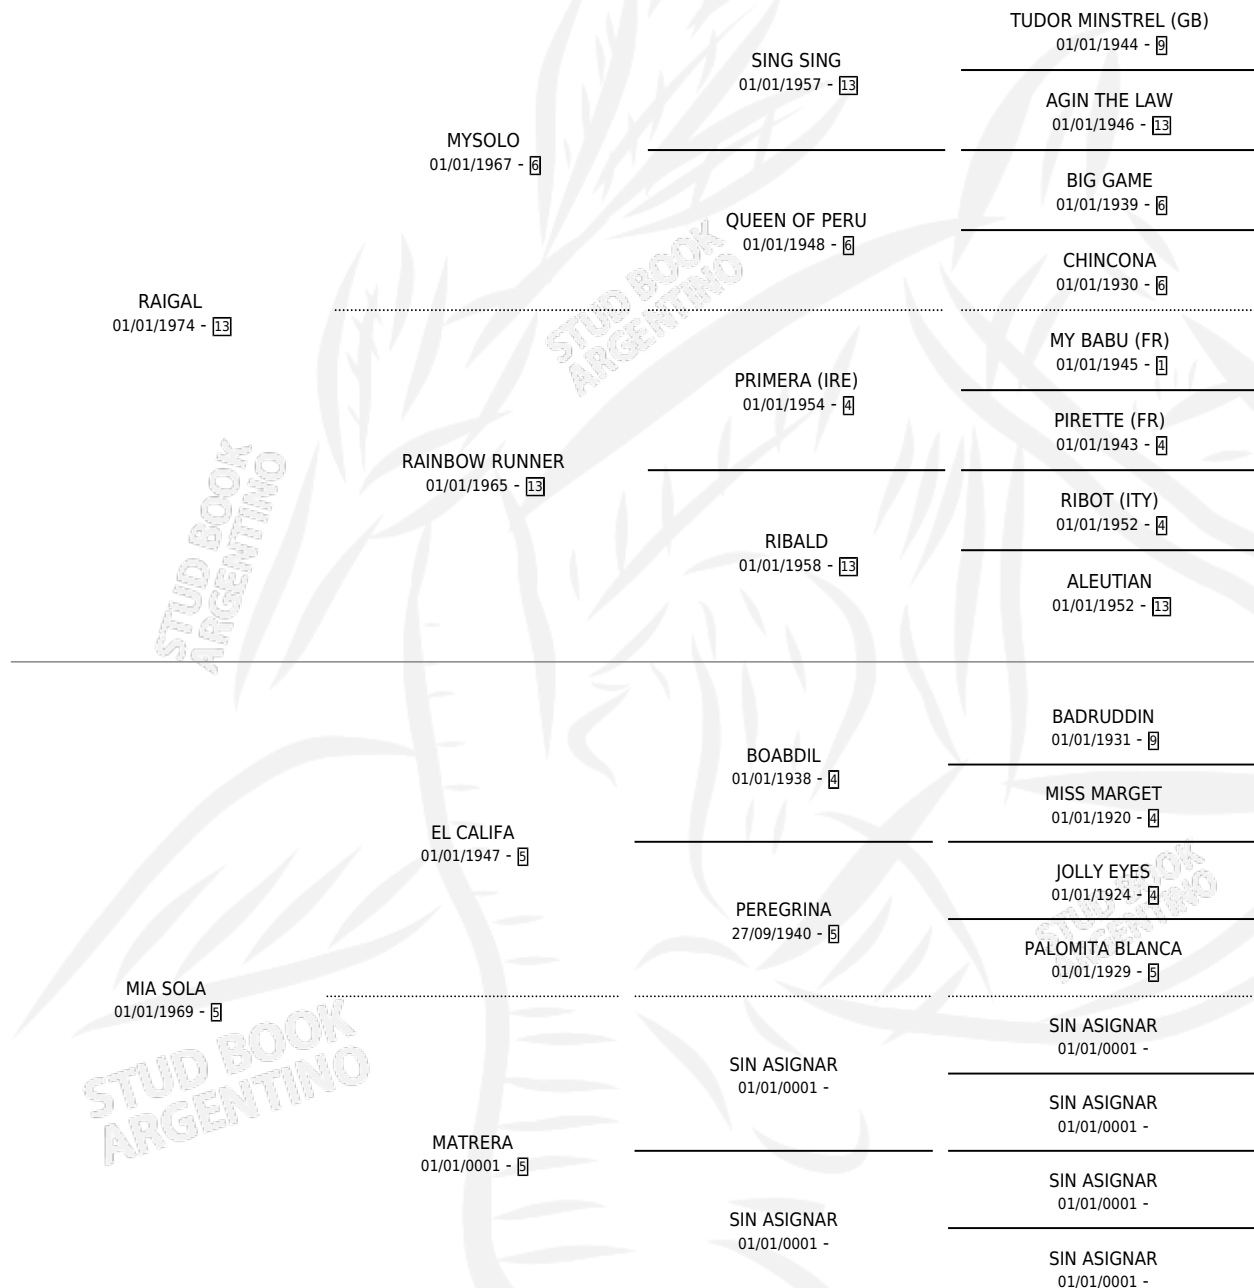 TUDOR MINSTREL (GB)
01/01/1944 - 9
SING SING
01/01/1957 - 13
AGIN THE LAW
01/01/1946 - 13
MYSOLO
01/01/1967 - 6
BIG GAME
01/01/1939 - 6
QUEEN OF PERU
01/01/1948 - 6
CHINCONA
01/01/1930 - 6
RAIGAL
01/01/1974 - 13
MY BABU (FR)
01/01/1945 - 1
PRIMERA (IRE)
01/01/1954 - 4
PIRETTE (FR)
01/01/1943 - 4
RAINBOW RUNNER
01/01/1965 - 13
RIBOT (ITY)
01/01/1952 - 4
RIBALD
01/01/1958 - 13
ALEUTIAN
01/01/1952 - 13
STUD BOOK
ARGENTINO
STUD BOOK
ARGENTINO
BADRUDDIN
01/01/1931 - 9
BOABDIL
01/01/1938 - 4
MISS MARGET
01/01/1920 - 4
EL CALIFA
01/01/1947 - 5
JOLLY EYES
01/01/1924 - 4
PEREGRINA
27/09/1940 - 5
PALOMITA BLANCA
01/01/1929 - 5
STUD BOOK
ARGENTINO
MIA SOLA
01/01/1969 - 5
SIN ASIGNAR
01/01/0001 -
SIN ASIGNAR
01/01/0001 -
SIN ASIGNAR
01/01/0001 -
STUD BOOK
ARGENTINO
MATRERA
01/01/0001 - 5
SIN ASIGNAR
01/01/0001 -
SIN ASIGNAR
01/01/0001 -
SIN ASIGNAR
01/01/0001 -